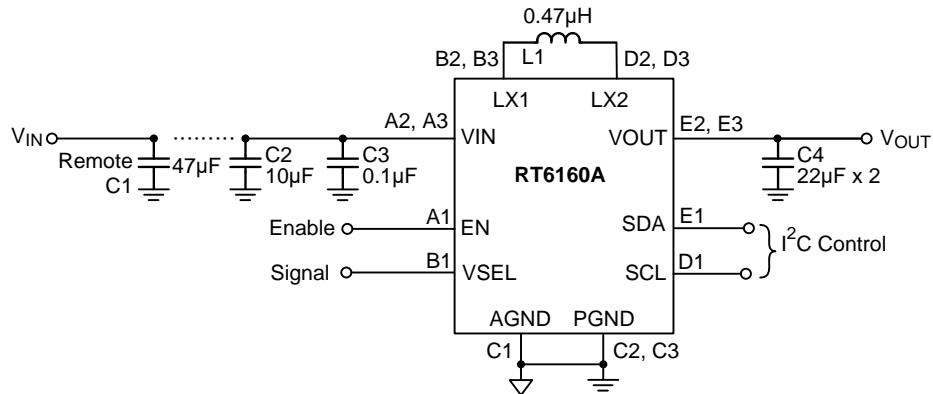 0.47µH
B2, B3
L1
D2, D3
LX1
LX2
A2, A3
E2, E3
VIN
VIN
VOUT
VOUT
Remote
C1
47µF
C2
10µF
C3
0.1µF
RT6160A
C4
22µF x 2
Enable
A1
EN
SDA
E1
I²C Control
Signal
B1
VSEL
SCL
D1
AGND
PGND
C1
C2, C3